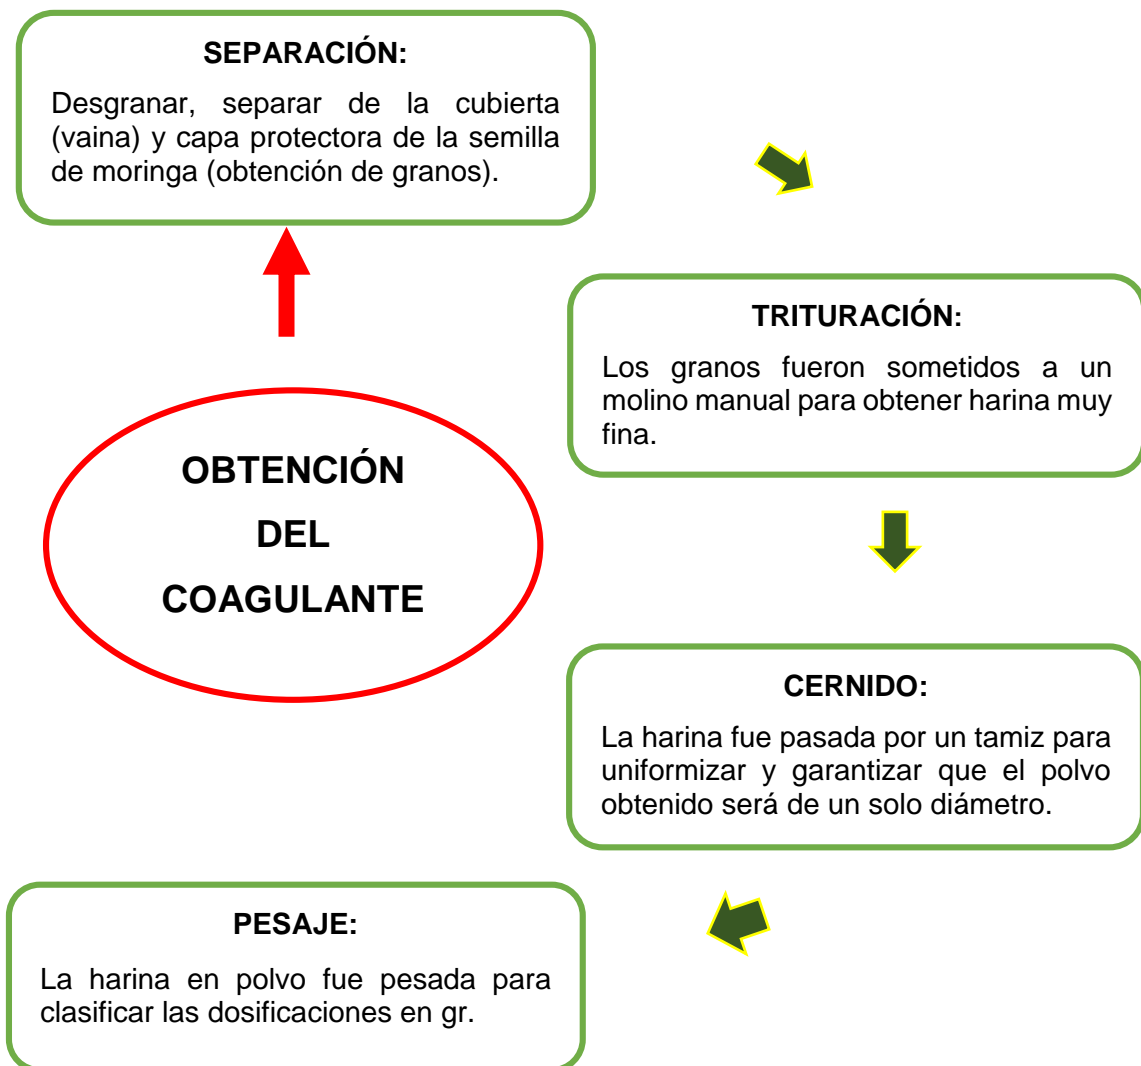 SEPARACIÓN:
Desgranar, separar de la cubierta
(vaina) y capa protectora de la semilla
de moringa (obtención de granos).
TRITURACIÓN:
Los granos fueron sometidos a un
molino manual para obtener harina muy
fina.
OBTENCIÓN
DEL
COAGULANTE
CERNIDO:
La harina fue pasada por un tamiz para
uniformizar y garantizar que el polvo
obtenido será de un solo diámetro.
PESAJE:
La harina en polvo fue pesada para
clasificar las dosificaciones en gr.